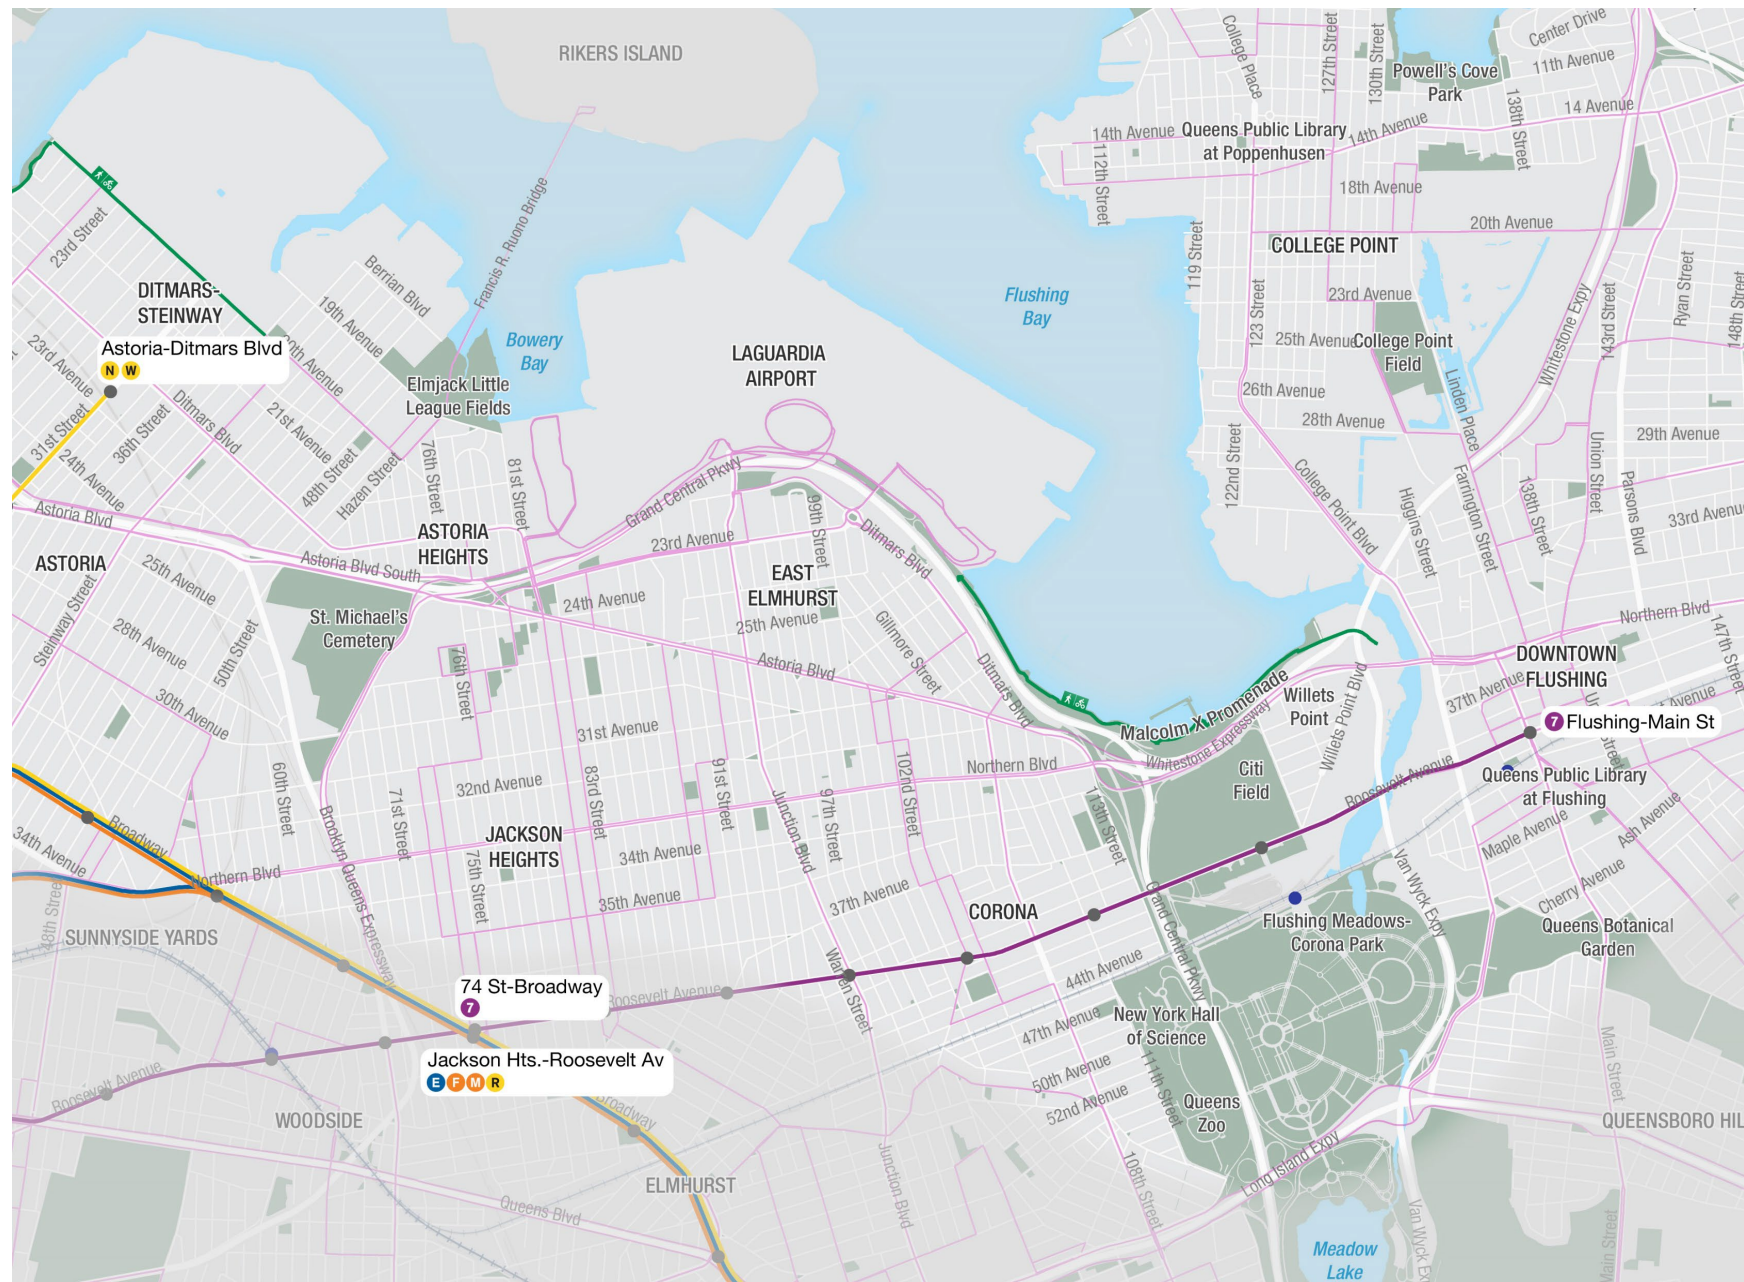 RIKERS ISLAND
College Place
127th Street
130th Street
Center Drive
11th Avenue
Powell's Cove
Park
14 Avenue
138th Street
14th Avenue
Queens Public Library
at Poppenhusen
14th Avenue
112th Street
18th Avenue
20th Avenue
119 Street
COLLEGE POINT
Francis R. Ruono Bridge
23rd Street
DITMARS-
STEINWAY
Berrian Blvd
19th Avenue
Flushing
Bay
Bowery
Bay
23rd Avenue
123 Street
25th Avenue
College Point
Field
Whitestone Expy
143rd Street
Ryan Street
148th Street
Astoria-Ditmars Blvd
N W
23rd Avenue
20th Avenue
LAGUARDIA
AIRPORT
Elmjack Little
League Fields
26th Avenue
28th Avenue
Linden Place
29th Avenue
31st Street
36th Street
Ditmars Blvd
21st Avenue
48th Street
Hazen Street
76th Street
81st Street
24th Avenue
Grand Central Pkwy
122nd Street
College Point Blvd
Higgins Street
Farrington Street
138th Street
Union Street
Parsons Blvd
33rd Avenu
Astoria Blvd
ASTORIA
ASTORIA
HEIGHTS
Astoria Blvd South
23rd Avenue
99th Street
Ditmars Blvd
25th Avenue
Steinway Street
28th Avenue
50th Street
30th Avenue
St. Michael's
Cemetery
24th Avenue
EAST
ELMHURST
25th Avenue
Gillmore Street
Ditmars Blvd
Astoria Blvd
76th Street
Northern Blvd
147th Street
DOWNTOWN
FLUSHING
37th Avenue
Malcolm X Promenade
Willets
Point
Willets Point Blvd
Whitestone Expressway
7 Flushing-Main St
Roosevelt Avenue
Queens Public Library
at Flushing
Citi
Field
31st Avenue
32nd Avenue
Northern Blvd
60th Street
71st Street
83rd Street
91st Street
Junction Blvd
97th Street
102nd Street
113th Street
JACKSON
HEIGHTS
34th Avenue
35th Avenue
75th Street
37th Avenue
Maple Avenue
Ash Avenue
Cherry Avenue
Broadway
34th Avenue
Northern Blvd
Brooklyn Queens Expressway
48th Street
SUNNYSIDE YARDS
CORONA
Grand Central Pkwy
Van Wyck Expy
Flushing Meadows-
Corona Park
Queens Botanical
Garden
Warren Street
44th Avenue
74 St-Broadway
7
Roosevelt Avenue
New York Hall
of Science
47th Avenue
50th Avenue
52nd Avenue
111th Street
Main Street
Jackson Hts.-Roosevelt Av
E F M R
Roosevelt Avenue
WOODSIDE
Broadway
Queens
Zoo
QUEENSBORO HIL
Junction Blvd
108th Street
Long Island Expy
ELMHURST
Queens Blvd
Van Wyck Ex
Main Street
Meadow
Lake